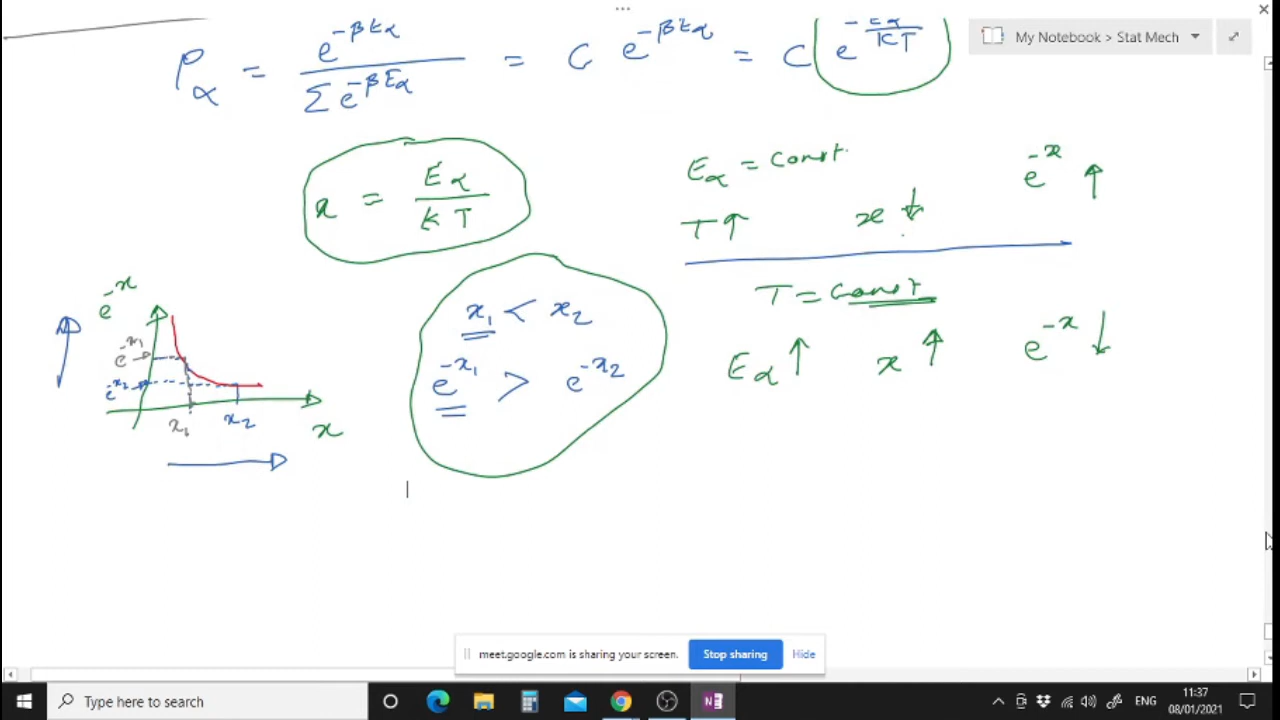 My Notebook > Stat Mech
P_α = e^{-βE_α} / Σ e^{-βE_α} = C e^{-βE_α} = C e^{-E_α/KT}
x = E_α / kT
E_α = Const.
e^{-x} ↑
T↑ x ↓
T = Const
E_α ↑ x ↑ e^{-x} ↓
x_1 < x_2
e^{-x_1} > e^{-x_2}
e^{-x}
e^{-x_1}
e^{-x_2}
x_1 x_2 x
meet.google.com is sharing your screen. Stop sharing Hide
Type here to search
ENG
11:37
08/01/2021